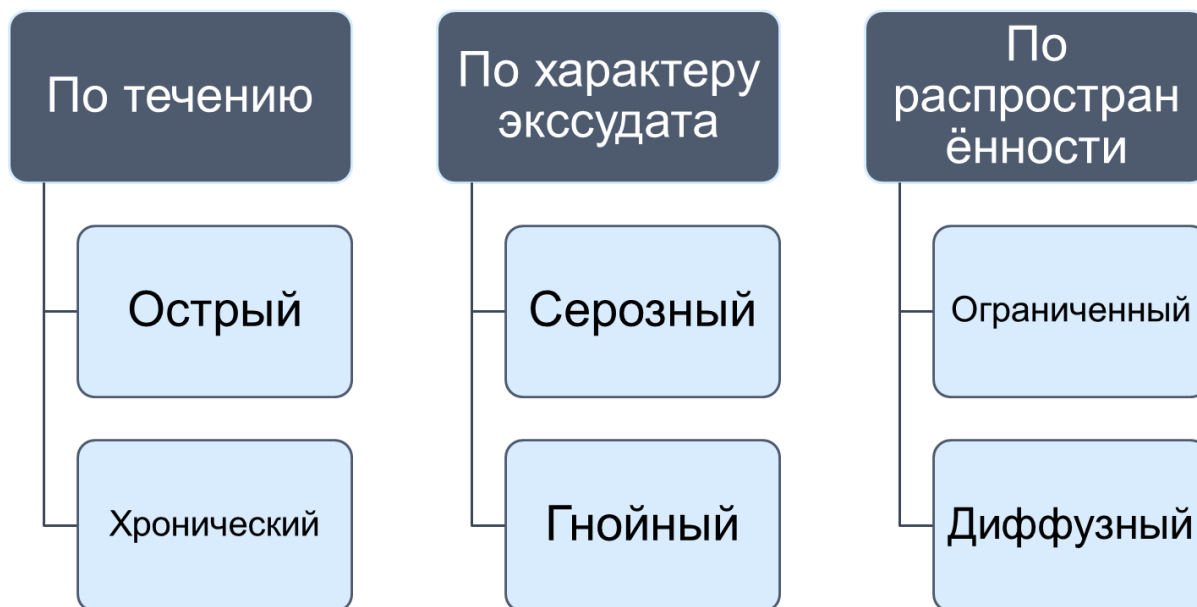 По течению
Острый
Хронический
По характеру
экссудата
Серозный
Гнойный
По
распростран
ённости
Ограниченный
Диффузный